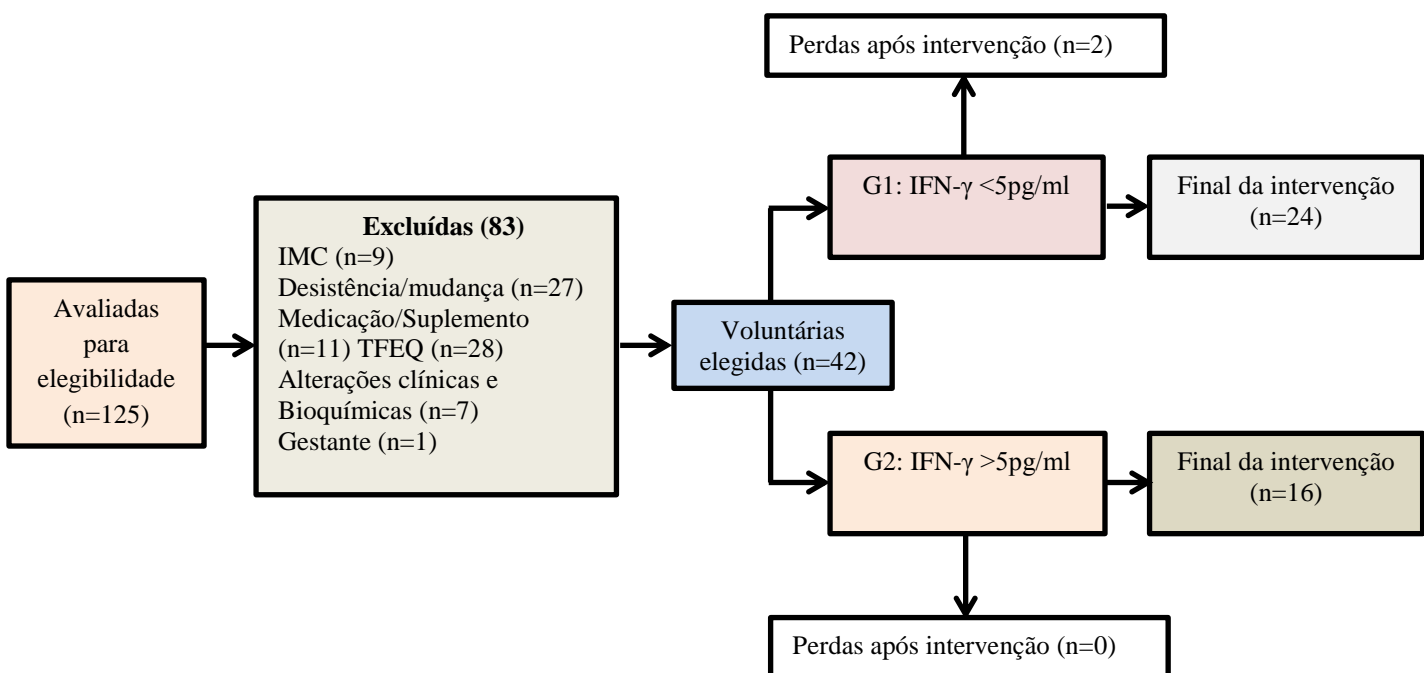 Perdas após intervenção (n=2)
G1: IFN-γ <5pg/ml
Final da intervenção
(n=24)
Excluídas (83)
IMC (n=9)
Desistência/mudança (n=27)
Medicação/Suplemento
(n=11) TFEQ (n=28)
Alterações clínicas e
Bioquímicas (n=7)
Gestante (n=1)
Avaliadas
para
elegibilidade
(n=125)
Voluntárias
elegidas (n=42)
G2: IFN-γ >5pg/ml
Final da intervenção
(n=16)
Perdas após intervenção (n=0)